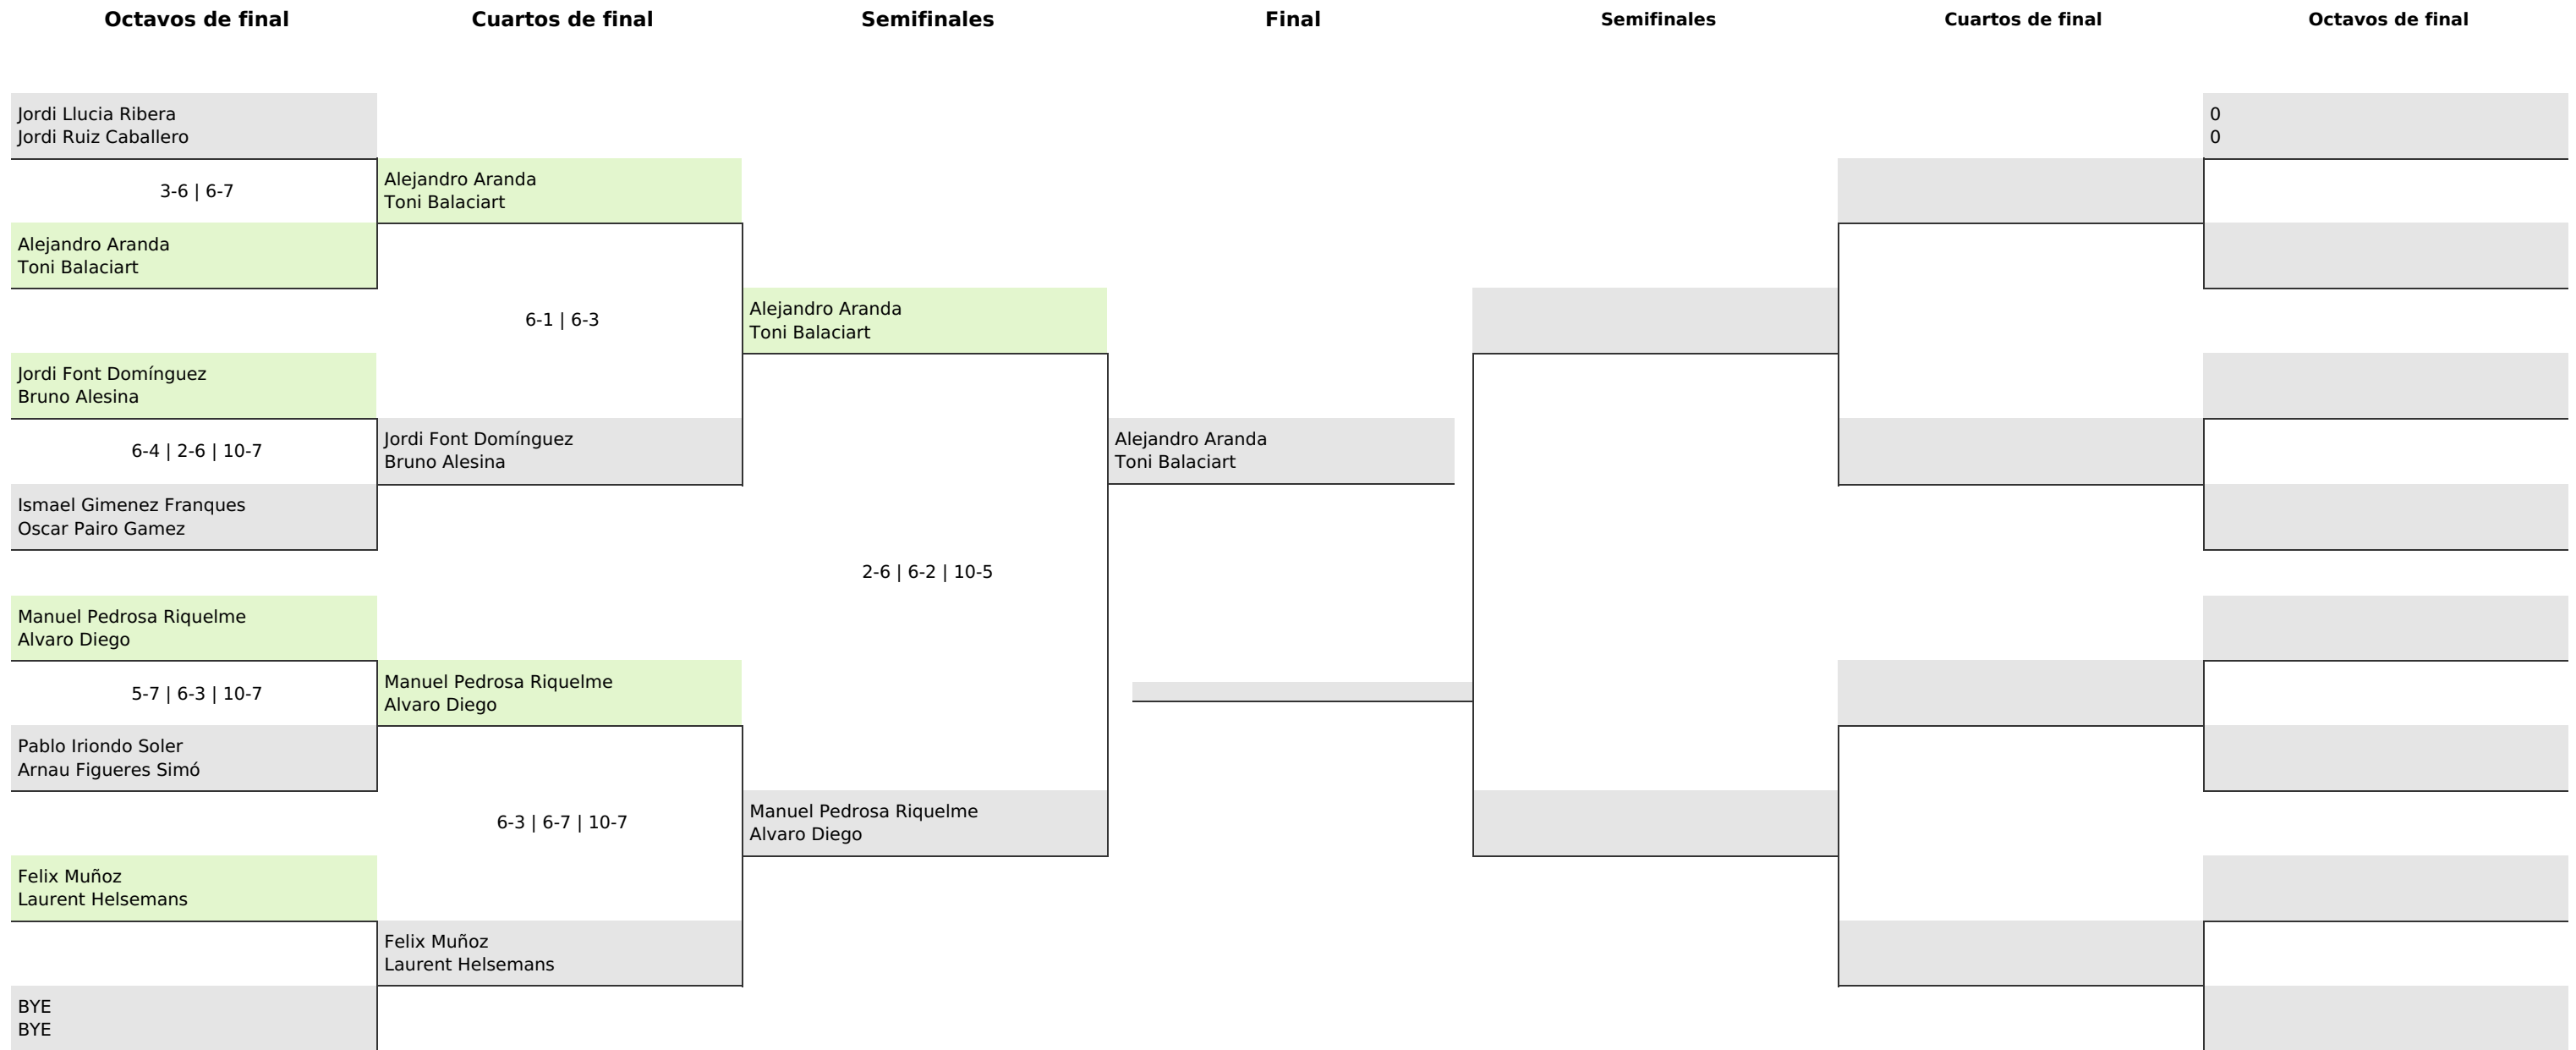 Octavos de final
Cuartos de final
Semifinales
Final
Semifinales
Cuartos de final
Octavos de final
Jordi Llucia Ribera
Jordi Ruiz Caballero
3-6 | 6-7
Alejandro Aranda
Toni Balaciart
Jordi Font Domínguez
Bruno Alesina
6-4 | 2-6 | 10-7
Ismael Gimenez Franques
Oscar Pairo Gamez
Manuel Pedrosa Riquelme
Alvaro Diego
5-7 | 6-3 | 10-7
Pablo Iriondo Soler
Arnau Figueres Simó
Felix Muñoz
Laurent Helsemans
BYE
BYE
Alejandro Aranda
Toni Balaciart
6-1 | 6-3
Jordi Font Domínguez
Bruno Alesina
Manuel Pedrosa Riquelme
Alvaro Diego
6-3 | 6-7 | 10-7
Felix Muñoz
Laurent Helsemans
Alejandro Aranda
Toni Balaciart
2-6 | 6-2 | 10-5
Manuel Pedrosa Riquelme
Alvaro Diego
Alejandro Aranda
Toni Balaciart
0
0